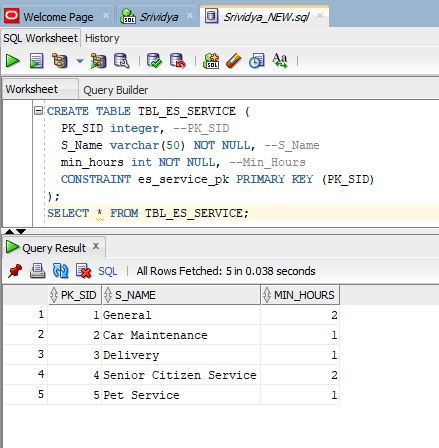 Welcome Page Srividya Srividya_NEW.sql
SQL Worksheet History
Aa
Worksheet Query Builder
CREATE TABLE TBL_ES_SERVICE (
PK_SID integer, --PK_SID
S_Name varchar(50) NOT NULL, --S_Name
min_hours int NOT NULL, --Min_Hours
CONSTRAINT es_service_pk PRIMARY KEY (PK_SID)
);
SELECT * FROM TBL_ES_SERVICE;
Query Result x
SQL | All Rows Fetched: 5 in 0.038 seconds
PK_SID S_NAME MIN_HOURS
1 1 General 2
2 2 Car Maintenance 1
3 3 Delivery 1
4 4 Senior Citizen Service 2
5 5 Pet Service 1